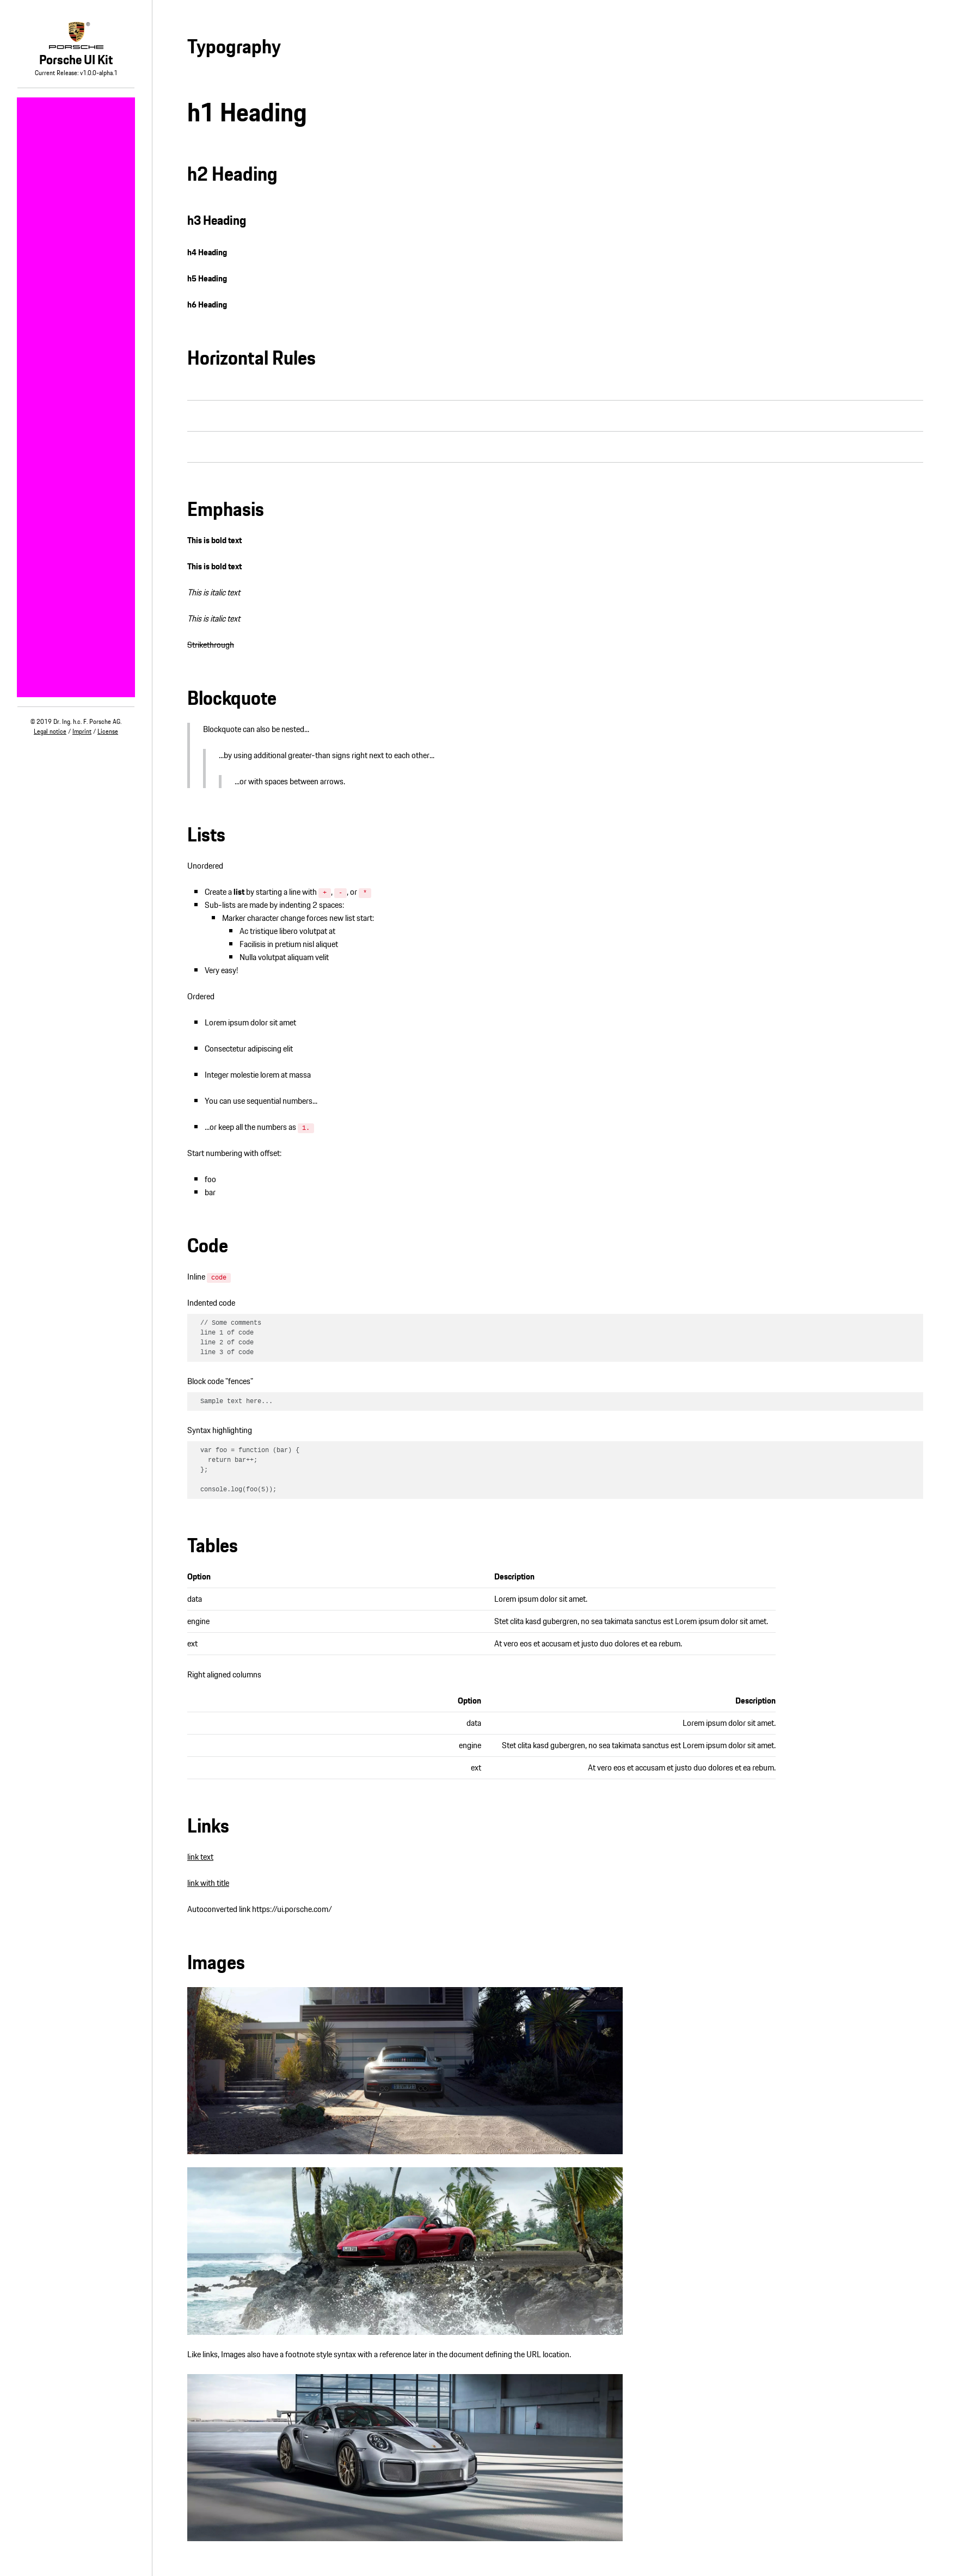 PORSCHE
Porsche UI Kit
Current Release: v1.0.0-alpha.1
© 2019 Dr. Ing. h.c. F. Porsche AG.
Legal notice / Imprint / License
Typography
h1 Heading
h2 Heading
h3 Heading
h4 Heading
h5 Heading
h6 Heading
Horizontal Rules
Emphasis
This is bold text
This is bold text
This is italic text
This is italic text
Strikethrough
Blockquote
Blockquote can also be nested...
...by using additional greater-than signs right next to each other...
...or with spaces between arrows.
Lists
Unordered
Create a list by starting a line with + , - , or *
Sub-lists are made by indenting 2 spaces:
Marker character change forces new list start:
Ac tristique libero volutpat at
Facilisis in pretium nisl aliquet
Nulla volutpat aliquam velit
Very easy!
Ordered
Lorem ipsum dolor sit amet
Consectetur adipiscing elit
Integer molestie lorem at massa
You can use sequential numbers...
...or keep all the numbers as 1.
Start numbering with offset:
foo
bar
Code
Inline code
Indented code
// Some comments
line 1 of code
line 2 of code
line 3 of code
Block code "fences"
Sample text here...
Syntax highlighting
var foo = function (bar) {
  return bar++;
};
console.log(foo(5));
Tables
Option Description
data Lorem ipsum dolor sit amet.
engine Stet clita kasd gubergren, no sea takimata sanctus est Lorem ipsum dolor sit amet.
ext At vero eos et accusam et justo duo dolores et ea rebum.
Right aligned columns
Option Description
data Lorem ipsum dolor sit amet.
engine Stet clita kasd gubergren, no sea takimata sanctus est Lorem ipsum dolor sit amet.
ext At vero eos et accusam et justo duo dolores et ea rebum.
Links
link text
link with title
Autoconverted link https://ui.porsche.com/
Images
Like links, Images also have a footnote style syntax with a reference later in the document defining the URL location.